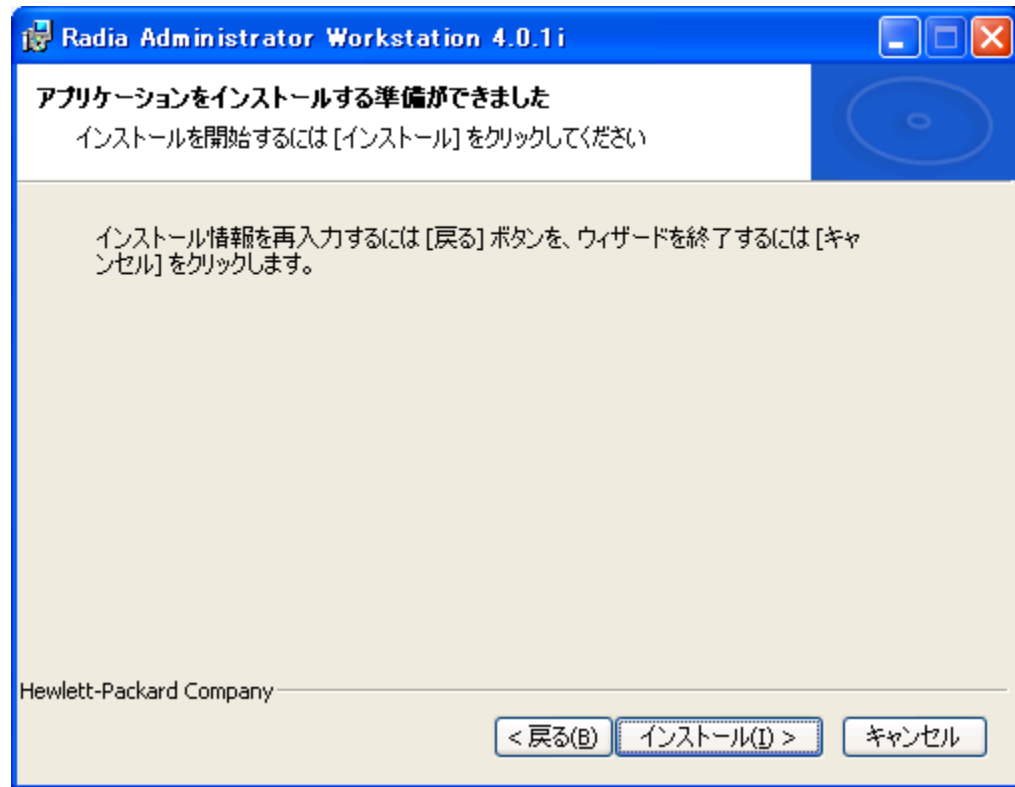 Radia Administrator Workstation 4.0.1i
アプリケーションをインストールする準備ができました
インストールを開始するには [インストール] をクリックしてください
インストール情報を再入力するには [戻る] ボタンを、ウィザードを終了するには [キャ
ンセル] をクリックします。
Hewlett-Packard Company
< 戻る(B)
インストール(I) >
キャンセル